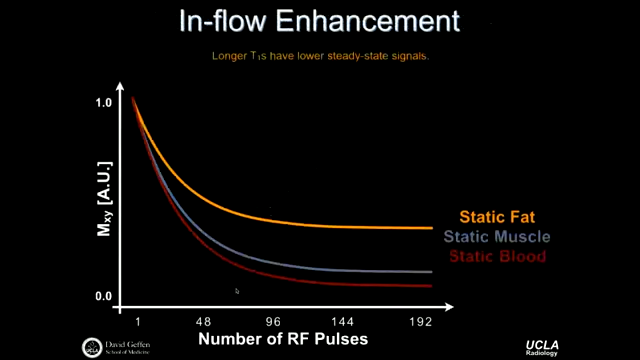 In-flow Enhancement
Longer T1s have lower steady-state signals.
1.0
Mxy [A.U.]
0.0
Static Fat
Static Muscle
Static Blood
1 48 96 144 192
Number of RF Pulses
UCLA
David Geffen
School of Medicine
UCLA
Radiology